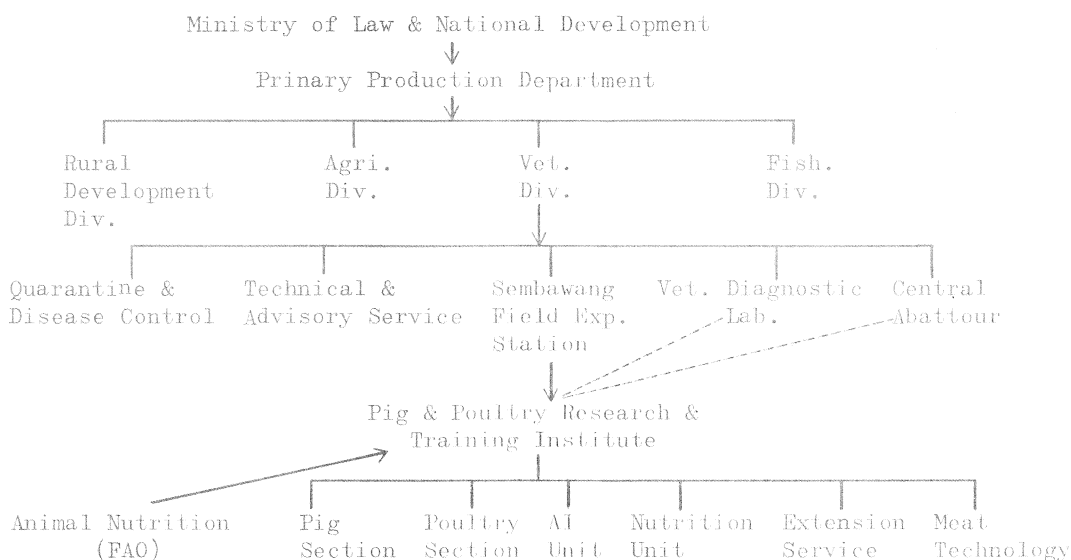 Ministry of Law & National Development
Prinary Production Department
Rural
Development
Div.
Agri.
Div.
Vet.
Div.
Fish.
Div.
Quarantine &
Disease Control
Technical &
Advisory Service
Sembawang
Field Exp.
Station
Vet. Diagnostic
Lab.
Central
Abattour
Pig & Poultry Research &
Training Institute
Animal Nutrition
(FAO)
Pig
Section
Poultry
Section
AI
Unit
Nutrition
Unit
Extension
Service
Meat
Technology